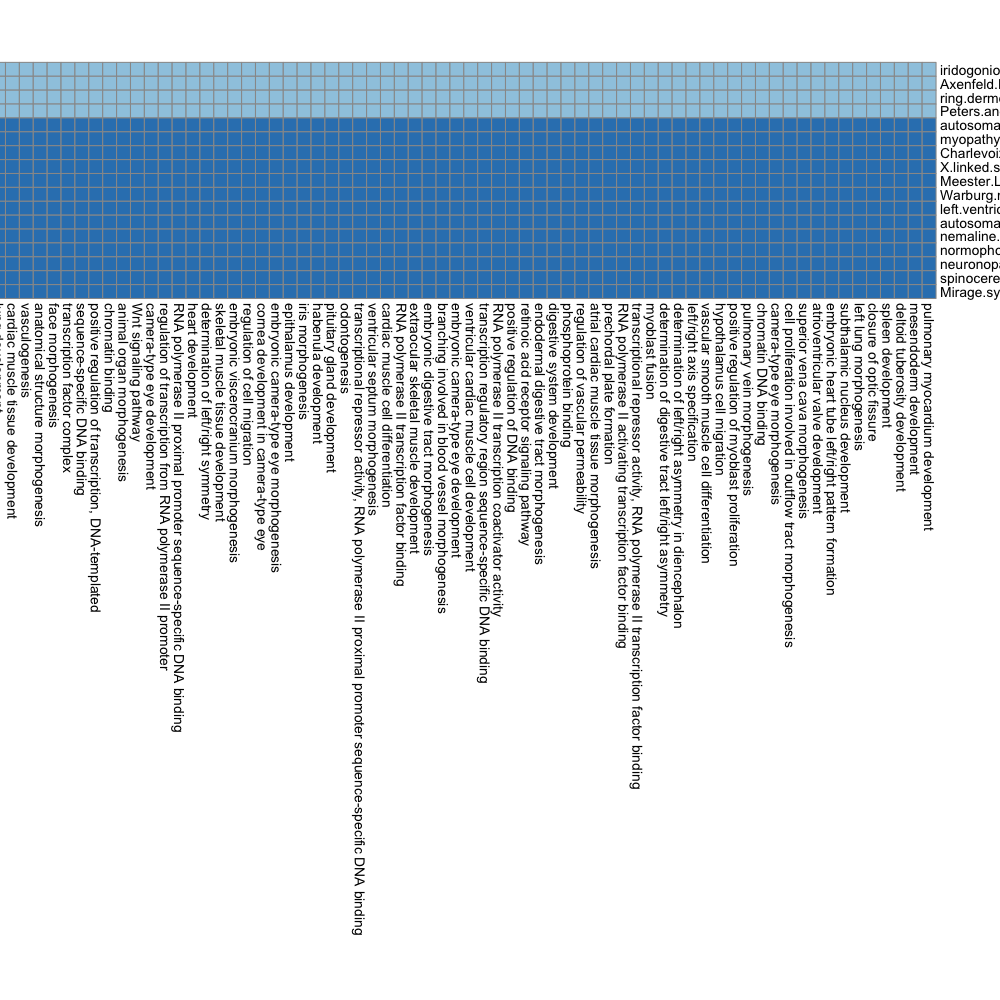 iridogonio
Axenfeld.
ring.derm
Peters.an
autosoma
myopathy
Charlevoi
X.linked.s
Meester.L
Warburg.
left.ventric
autosoma
nemaline.
normopho
neuronopa
spinocere
Mirage.sy
cardiac muscle tissue development
vasculogenesis
anatomical structure morphogenesis
face morphogenesis
transcription factor complex
sequence-specific DNA binding
positive regulation of transcription, DNA-templated
chromatin binding
animal organ morphogenesis
Wnt signaling pathway
camera-type eye development
regulation of transcription from RNA polymerase II promoter
RNA polymerase II proximal promoter sequence-specific DNA binding
heart development
determination of left/right symmetry
skeletal muscle tissue development
embryonic viscerocranium morphogenesis
regulation of cell migration
cornea development in camera-type eye
embryonic camera-type eye morphogenesis
epithalamus development
iris morphogenesis
habenula development
pituitary gland development
odontogenesis
transcriptional repressor activity, RNA polymerase II proximal promoter sequence-specific DNA binding
ventricular septum morphogenesis
cardiac muscle cell differentiation
RNA polymerase II transcription factor binding
extraocular skeletal muscle development
embryonic digestive tract morphogenesis
branching involved in blood vessel morphogenesis
embryonic camera-type eye development
ventricular cardiac muscle cell development
transcription regulatory region sequence-specific DNA binding
RNA polymerase II transcription coactivator activity
positive regulation of DNA binding
retinoic acid receptor signaling pathway
endodermal digestive tract morphogenesis
digestive system development
phosphoprotein binding
regulation of vascular permeability
atrial cardiac muscle tissue morphogenesis
prechordal plate formation
RNA polymerase II activating transcription factor binding
transcriptional repressor activity, RNA polymerase II transcription factor binding
myoblast fusion
determination of digestive tract left/right asymmetry
determination of left/right asymmetry in diencephalon
left/right axis specification
vascular smooth muscle cell differentiation
hypothalamus cell migration
positive regulation of myoblast proliferation
pulmonary vein morphogenesis
chromatin DNA binding
camera-type eye morphogenesis
cell proliferation involved in outflow tract morphogenesis
superior vena cava morphogenesis
atrioventricular valve development
embryonic heart tube left/right pattern formation
subthalamic nucleus development
left lung morphogenesis
closure of optic fissure
spleen development
deltoid tuberosity development
mesendoderm development
pulmonary myocardium development